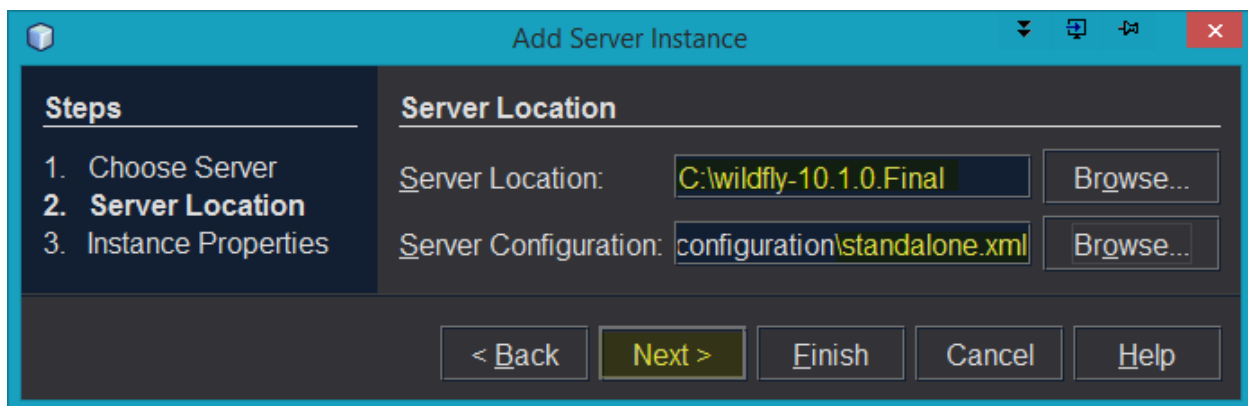 Add Server Instance
Steps
1. Choose Server
2. Server Location
3. Instance Properties
Server Location
Server Location: C:\wildfly-10.1.0.Final Browse...
Server Configuration: configuration\standalone.xml Browse...
< Back Next > Finish Cancel Help